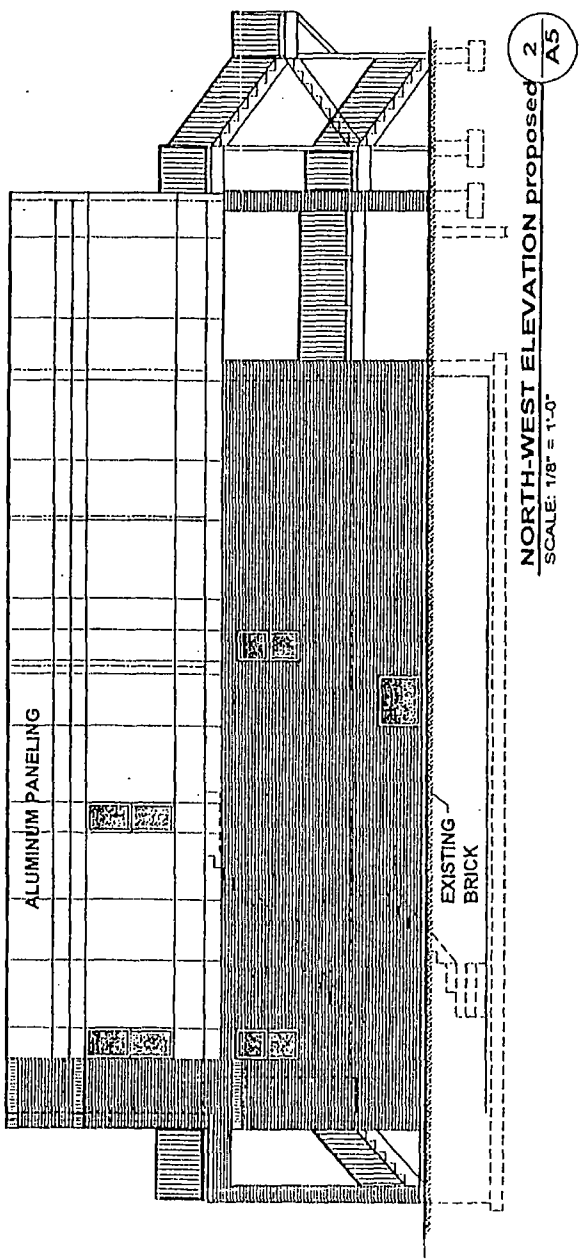 ALUMINUM PANELING
EXISTING
BRICK
NORTH-WEST ELEVATION proposed
SCALE: 1/8" = 1'-0"
2
A5